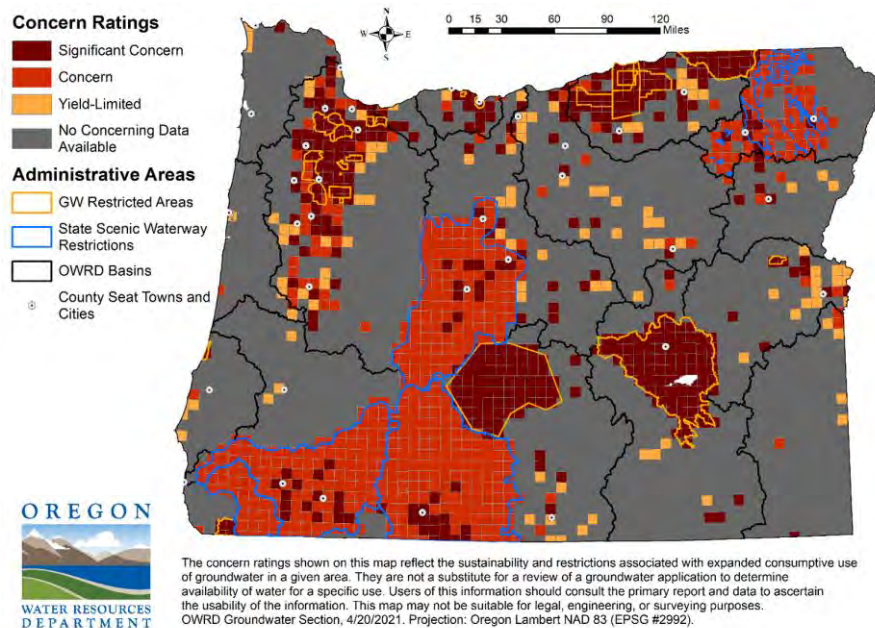 Concern Ratings
Significant Concern
Concern
Yield-Limited
No Concerning Data
Available
Administrative Areas
GW Restricted Areas
State Scenic Waterway
Restrictions
OWRD Basins
County Seat Towns and
Cities
N
W E
S
0 15 30 60 90 120
Miles
OREGON
WATER RESOURCES
DEPARTMENT
The concern ratings shown on this map reflect the sustainability and restrictions associated with expanded consumptive use
of groundwater in a given area. They are not a substitute for a review of a groundwater application to determine
availability of water for a specific use. Users of this information should consult the primary report and data to ascertain
the usability of the information. This map may not be suitable for legal, engineering, or surveying purposes.
OWRD Groundwater Section, 4/20/2021. Projection: Oregon Lambert NAD 83 (EPSG #2992).